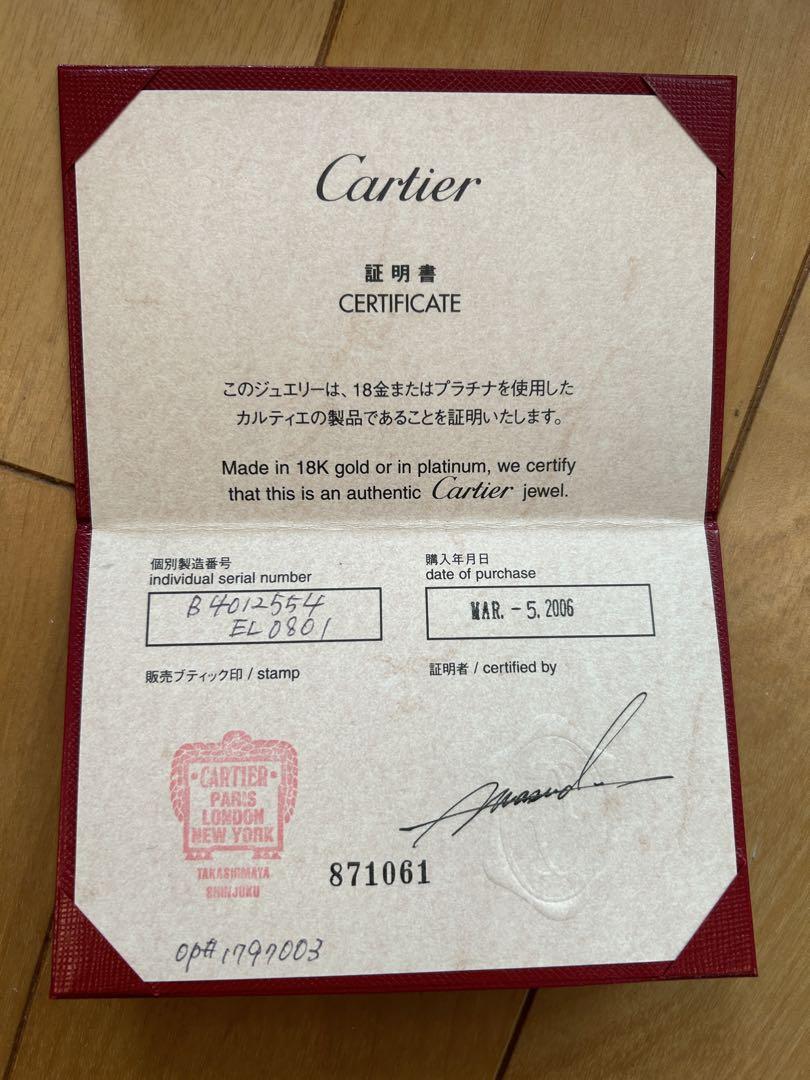 Cartier
証明書
CERTIFICATE
このジュエリーは、18金またはプラチナを使用した
カルティエの製品であることを証明いたします。
Made in 18K gold or in platinum, we certify
that this is an authentic Cartier jewel.
個別製造番号
individual serial number
B4012554
EL0801
購入年月日
date of purchase
MAR. -5. 2006
販売ブティック印 / stamp
証明者 / certified by
・CARTIER・
PARIS
LONDON
NEW YORK
TAKASHIMAYA
SHINJUKU
871061
OP# 1797003